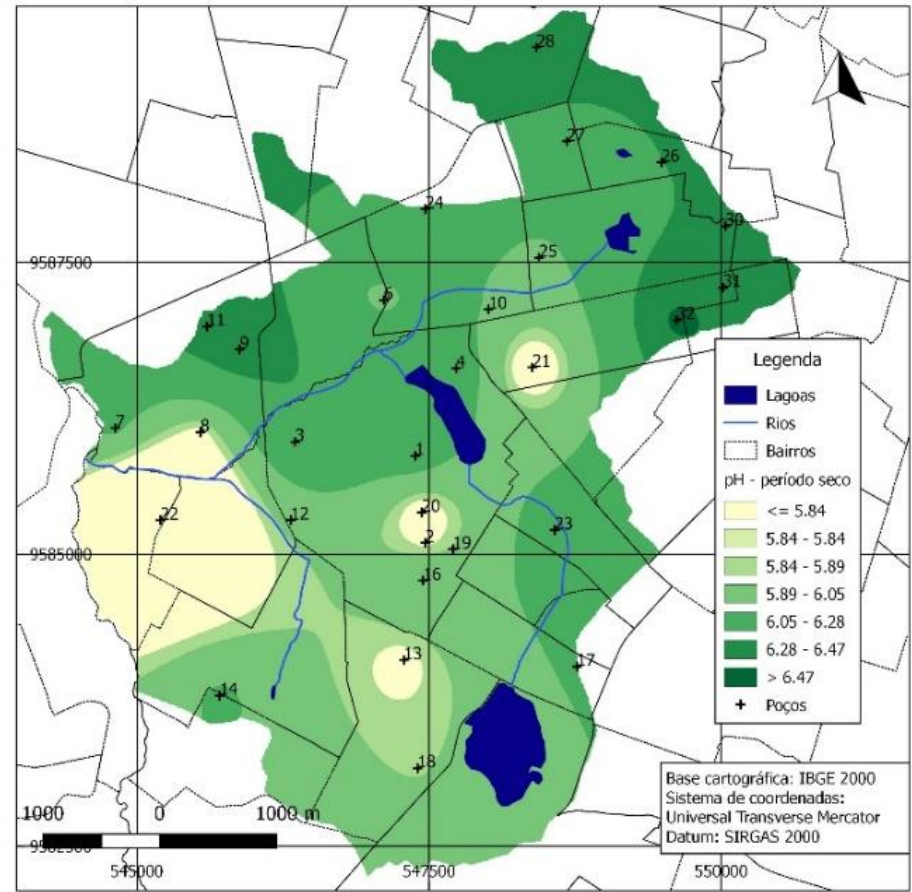 28
27
26
24
30
25
9587500
31
5
10
11
32
9
4
21
7
8
3
1
20
22
12
23
2
19
9585000
16
13
17
14
18
Legenda
Lagoas
Rios
Bairros
pH - período seco
<= 5.84
5.84 - 5.84
5.84 - 5.89
5.89 - 6.05
6.05 - 6.28
6.28 - 6.47
> 6.47
Poços
Base cartográfica: IBGE 2000
Sistema de coordenadas:
Universal Transverse Mercator
Datum: SIRGAS 2000
1000 0 1000 m
545000 547500 550000